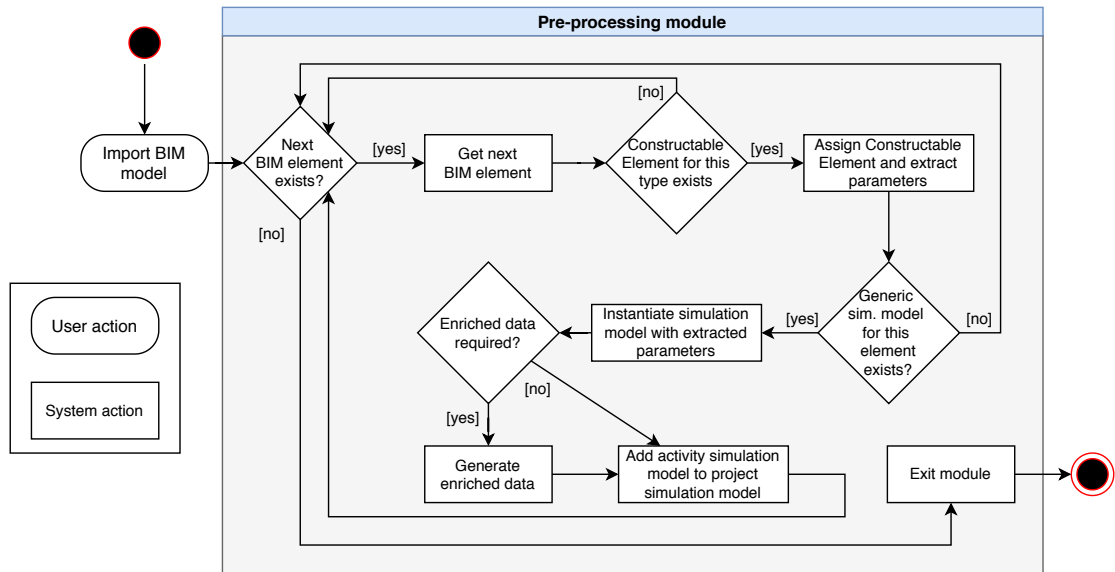 Pre-processing module
Import BIM
model
Next
BIM element
exists?
[yes]
[no]
Get next
BIM element
[no]
Constructable
Element for this
type exists
[yes]
Assign Constructable
Element and extract
parameters
Generic
sim. model
for this
element
exists?
[no]
[yes]
Instantiate simulation
model with extracted
parameters
Enriched data
required?
[no]
[yes]
Generate
enriched data
Add activity simulation
model to project
simulation model
Exit module
User action
System action